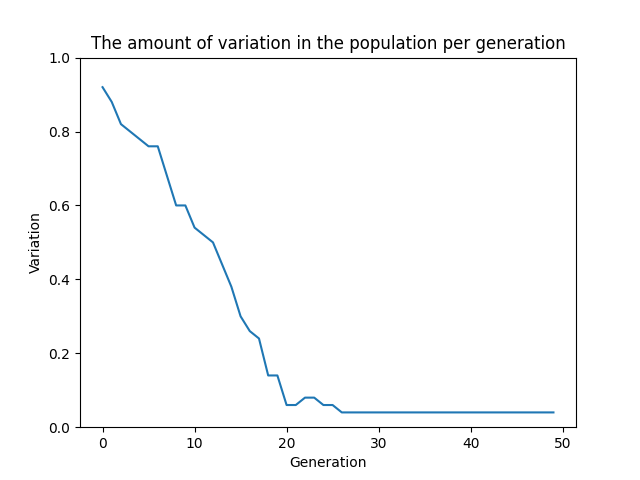 The amount of variation in the population per generation
1.0
0.8
0.6
0.4
0.2
0.0
Variation
0 10 20 30 40 50
Generation